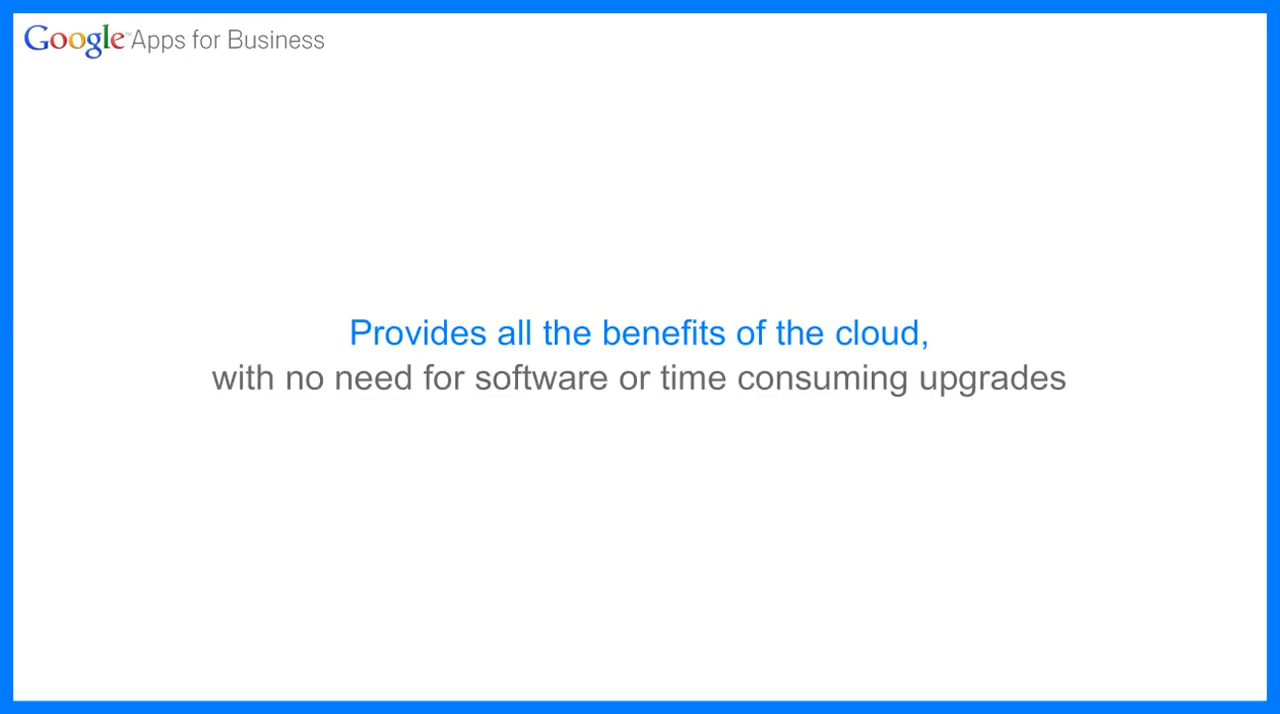 Google™ Apps for Business
Provides all the benefits of the cloud,
with no need for software or time consuming upgrades